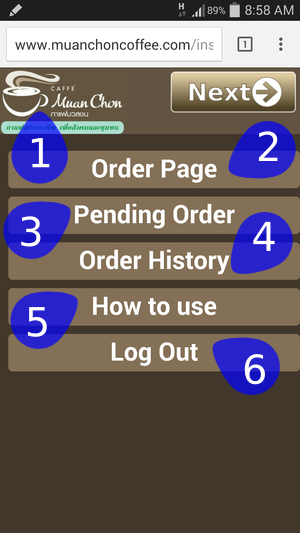 H 89% 8:58 AM
www.muanchoncoffee.com/ins 1
CAFFE
Muan Chon
กาแฟมวลชน
Next
1
2
Order Page
3
Pending Order
4
Order History
5
How to use
Log Out
6